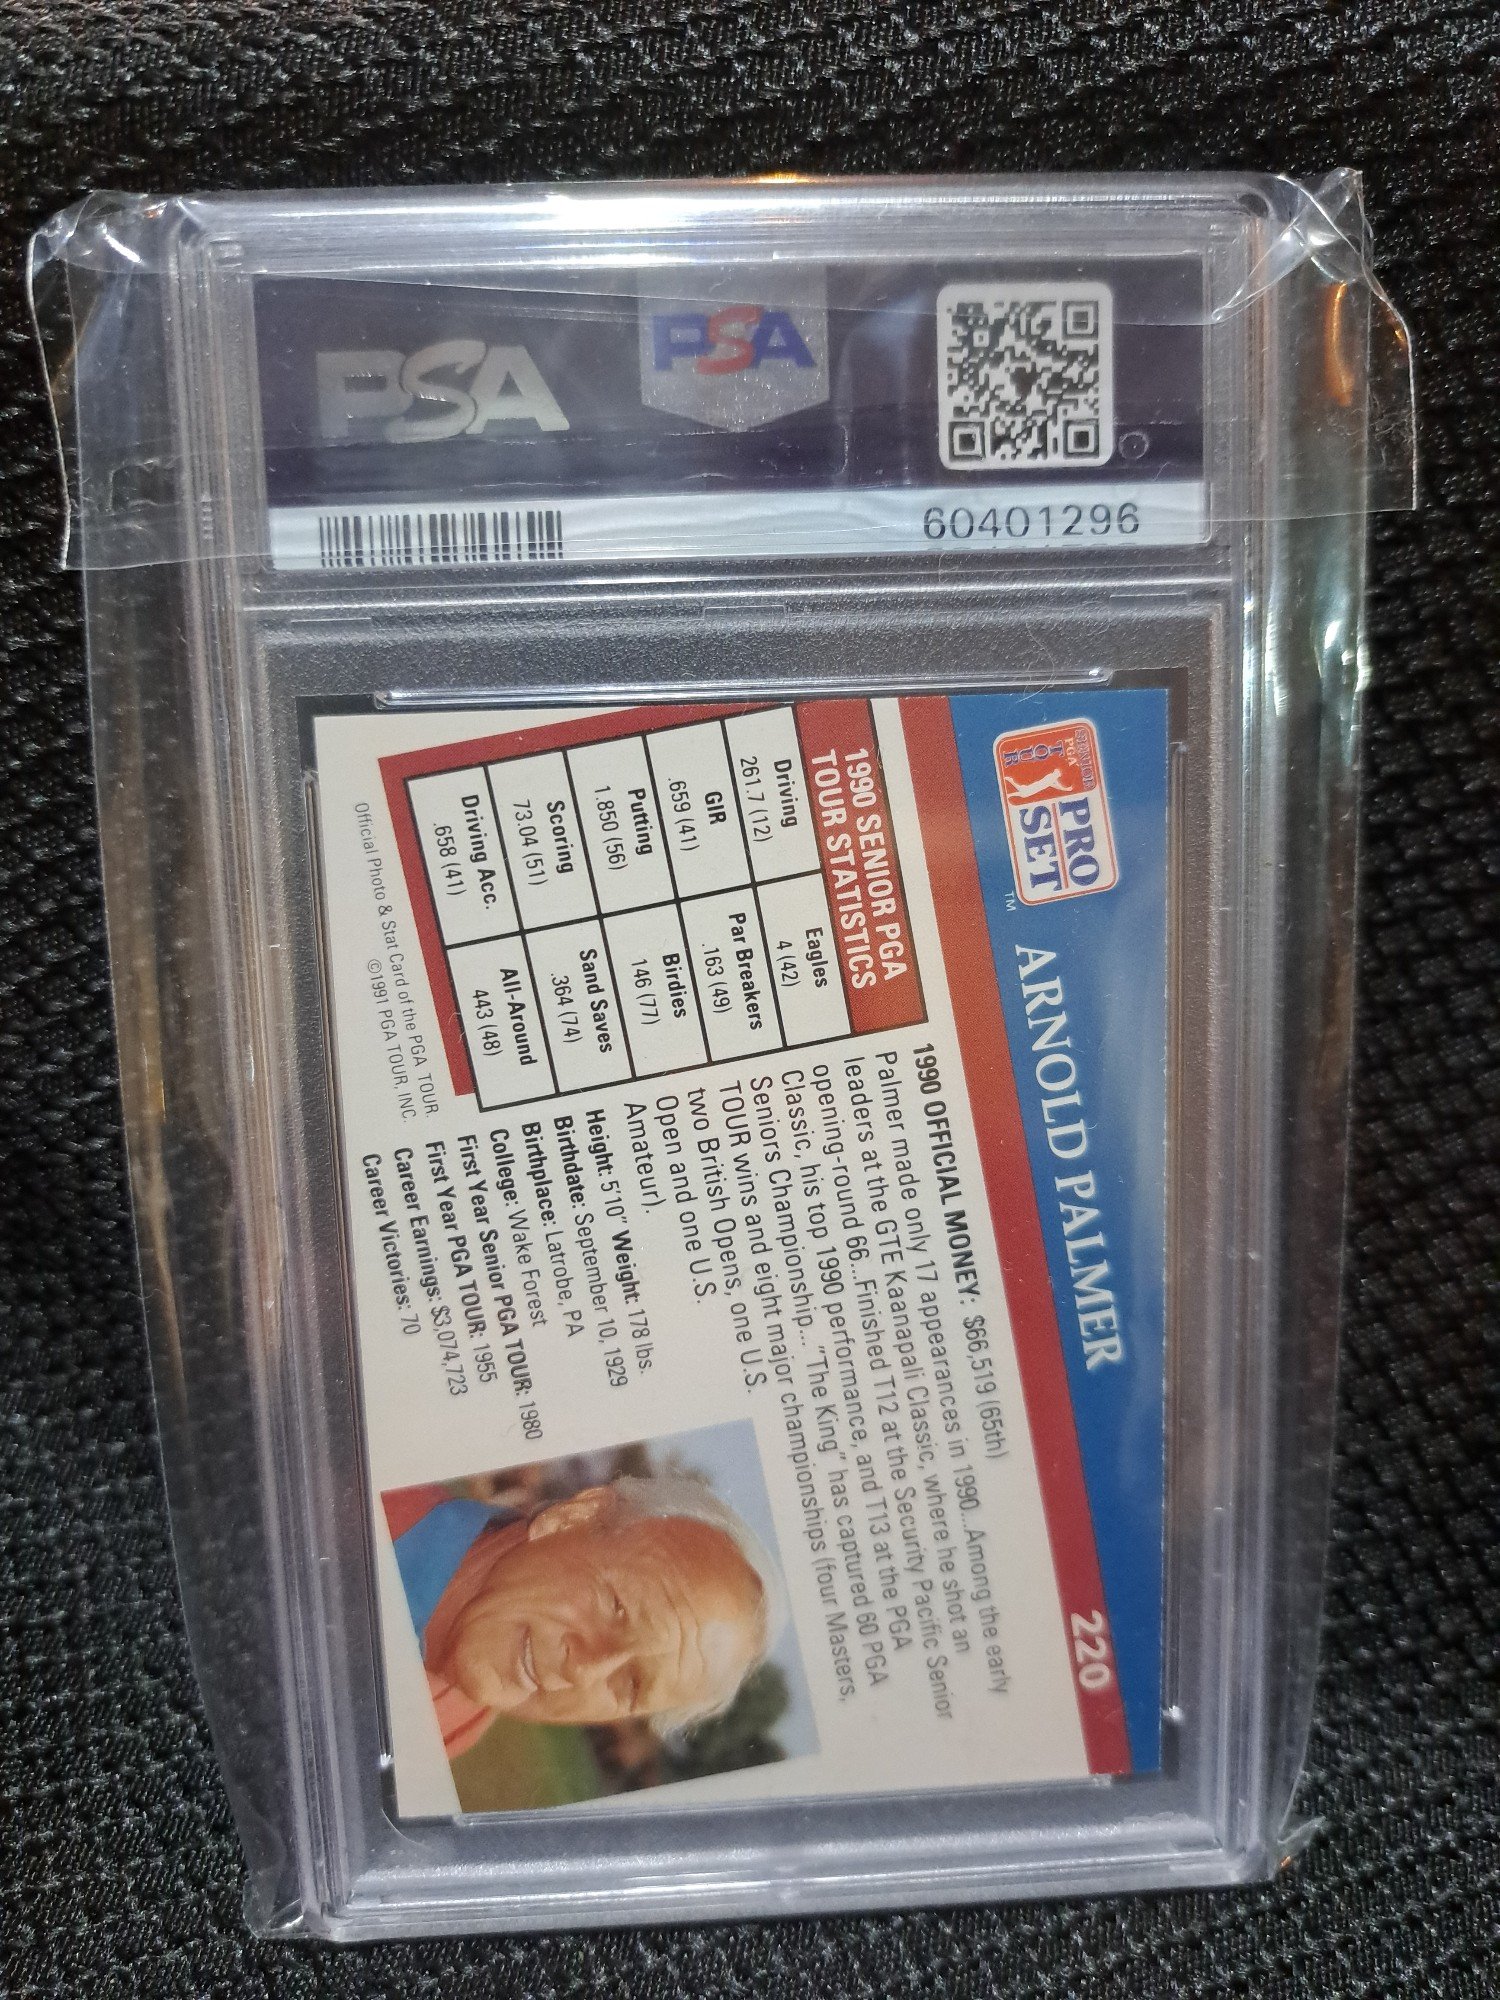 PSA
PSA
60401296
SENIOR
PGA
TOUR
PRO
SET
TM
ARNOLD PALMER
220
1990 SENIOR PGA
TOUR STATISTICS
Driving
261.7 (12)
Eagles
4 (42)
GIR
.659 (41)
Par Breakers
.163 (49)
Putting
1.850 (56)
Birdies
146 (77)
Scoring
73.04 (51)
Sand Saves
.364 (74)
Driving Acc.
.658 (41)
All-Around
443 (48)
Official Photo & Stat Card of the PGA TOUR.
©1991 PGA TOUR, INC.
1990 OFFICIAL MONEY: $66,519 (65th)
Palmer made only 17 appearances in 1990...Among the early
leaders at the GTE Kaanapali Classic, where he shot an
opening-round 66...Finished T12 at the Security Pacific Senior
Classic, his top 1990 performance, and T13 at the PGA
Seniors Championship... "The King" has captured 60 PGA
TOUR wins and eight major championships (four Masters,
two British Opens, one U.S.
Open and one U.S.
Amateur).
Height: 5'10" Weight: 178 lbs.
Birthdate: September 10, 1929
Birthplace: Latrobe, PA
College: Wake Forest
First Year Senior PGA TOUR: 1980
First Year PGA TOUR: 1955
Career Earnings: $3,074,723
Career Victories: 70